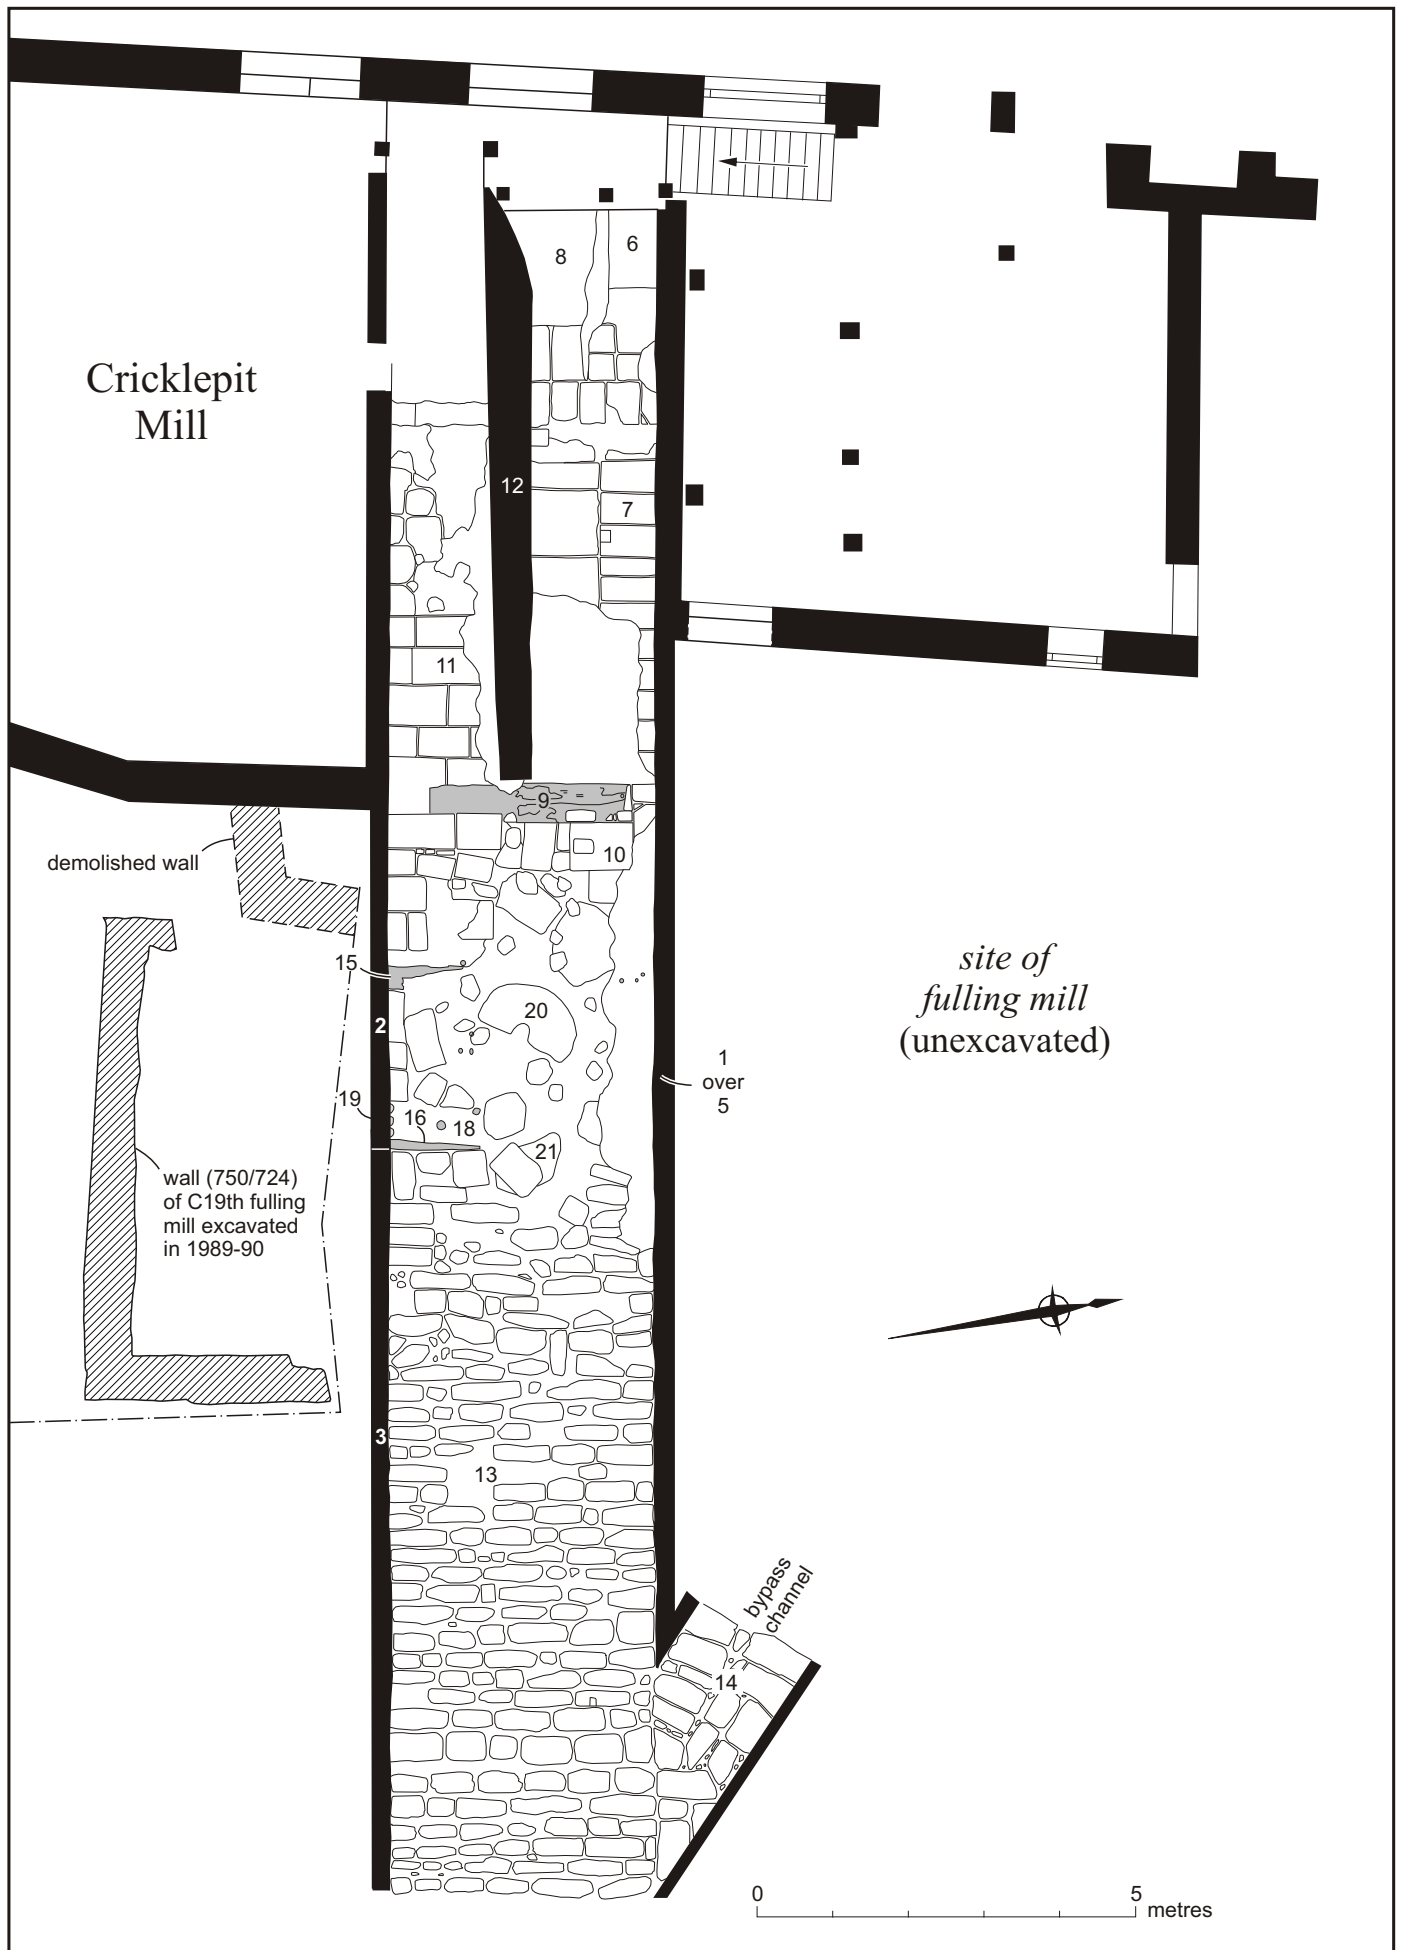 8
6
Cricklepit
Mill
12
7
11
9
demolished wall
10
15
site of
fulling mill
(unexcavated)
2
20
1
over
5
19
16
18
21
wall (750/724)
of C19th fulling
mill excavated
in 1989-90
3
13
bypass
channel
14
0
5
metres